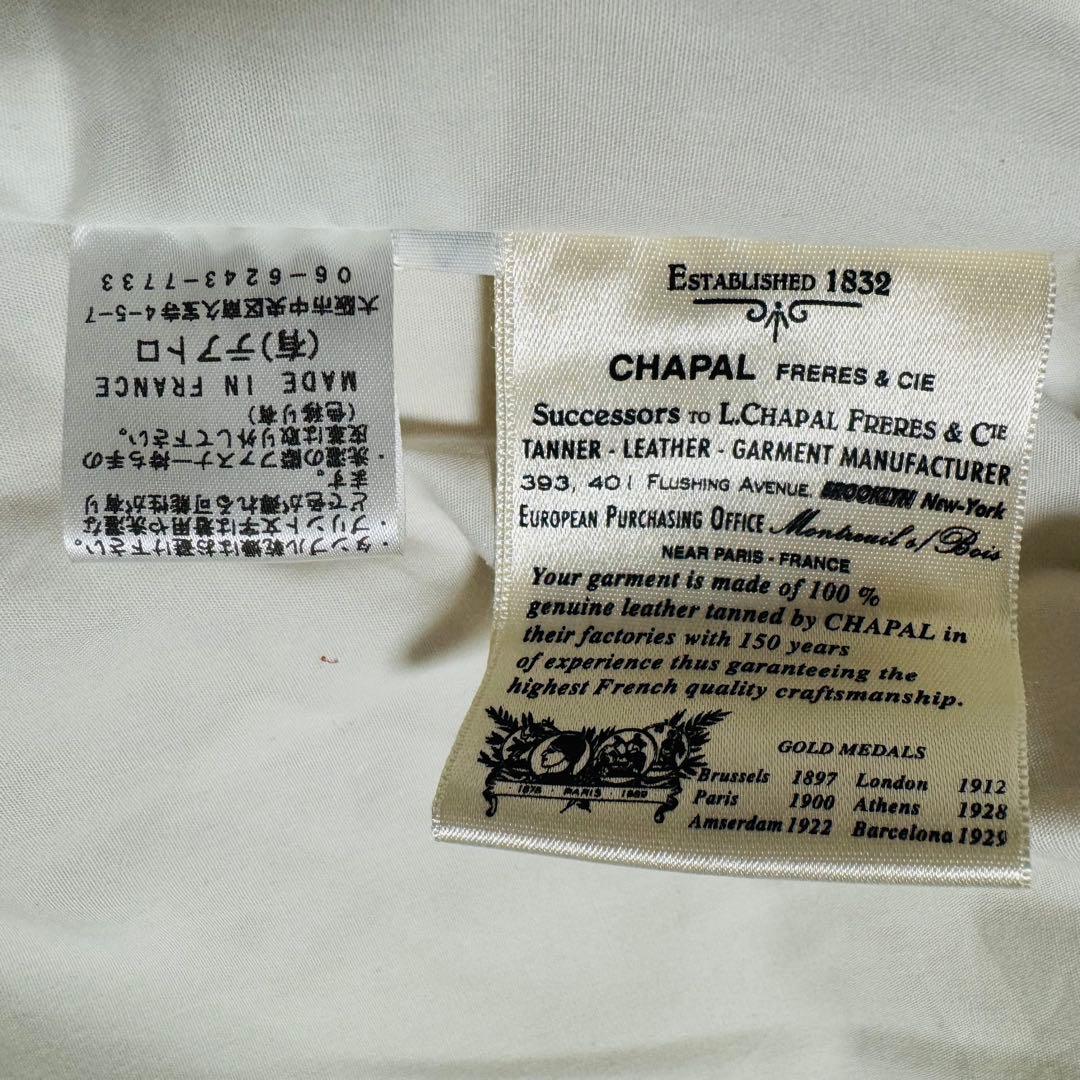 ・タンブル乾燥はお避け下さい。
・プリント文字は着用や洗濯な
どで色が薄れる可能性が有り
ます。
・洗濯の際ファスナー持ち手の
皮革は取り外して下さい。
(色移り有)
MADE IN FRANCE
(有)テアトロ
大阪市中央区南久宝寺4-5-7
06-6243-7733
ESTABLISHED 1832
CHAPAL FRERES & CIE
SUCCESSORS TO L.CHAPAL FRERES & CIE
TANNER - LEATHER - GARMENT MANUFACTURER
393, 401 FLUSHING AVENUE, BROOKLYN New-York
EUROPEAN PURCHASING OFFICE Montreuil s/ Bois
NEAR PARIS - FRANCE
Your garment is made of 100 %
genuine leather tanned by CHAPAL in
their factories with 150 years
of experience thus garanteeing the
highest French quality craftsmanship.
GOLD MEDALS
Brussels 1897 London 1912
Paris 1900 Athens 1928
Amserdam 1922 Barcelona 1929
1878 · PARIS · 1889